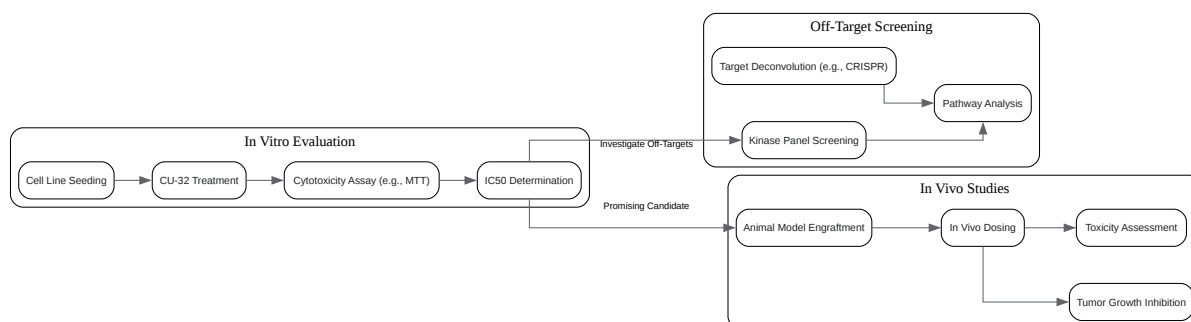 Off-Target Screening
Target Deconvolution (e.g., CRISPR)
Pathway Analysis
Kinase Panel Screening
In Vitro Evaluation
Cell Line Seeding
CU-32 Treatment
Cytotoxicity Assay (e.g., MTT)
IC50 Determination
Investigate Off-Targets
Promising Candidate
In Vivo Studies
Animal Model Engraftment
In Vivo Dosing
Toxicity Assessment
Tumor Growth Inhibition